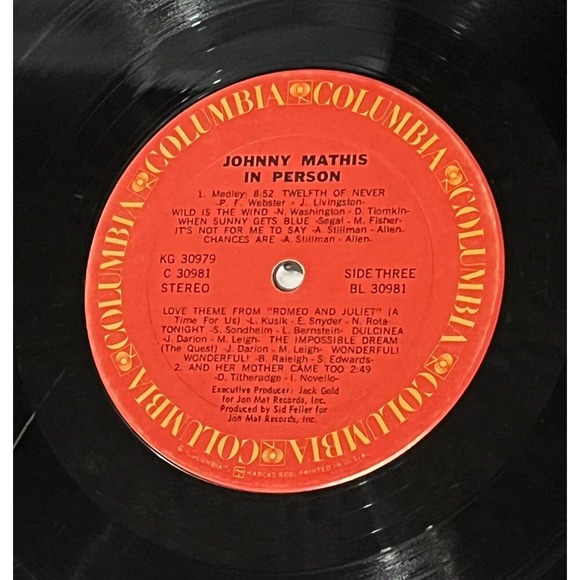 COLUMBIA COLUMBIA COLUMBIA COLUMBIA COLUMBIA COLUMBIA
JOHNNY MATHIS
IN PERSON
1. Medley: 8:52 TWELFTH OF NEVER
-P. F. Webster - J. Livingston-
WILD IS THE WIND -N. Washington - D. Tiomkin-
WHEN SUNNY GETS BLUE -Segal - M. Fisher-
IT'S NOT FOR ME TO SAY -A. Stillman - Allen-
CHANCES ARE -A. Stillman - Allen-
KG 30979
C 30981
STEREO
SIDE THREE
BL 30981
LOVE THEME FROM "ROMEO AND JULIET" (A
Time For Us) -L. Kusik - E. Snyder - N. Rota-
TONIGHT -S. Sondheim - L. Bernstein- DULCINEA
-J. Darion - M. Leigh- THE IMPOSSIBLE DREAM
(The Quest) -J. Darion - M. Leigh- WONDERFUL!
WONDERFUL! -B. Raleigh - S. Edwards-
2. AND HER MOTHER CAME TOO 2:49
-D. Titheradge - I. Novello-
Executive Producer: Jack Gold
for Jon Mat Records, Inc.
Produced by Sid Feller for
Jon Mat Records, Inc.
"COLUMBIA", MARCAS REG. PRINTED IN U.S.A.